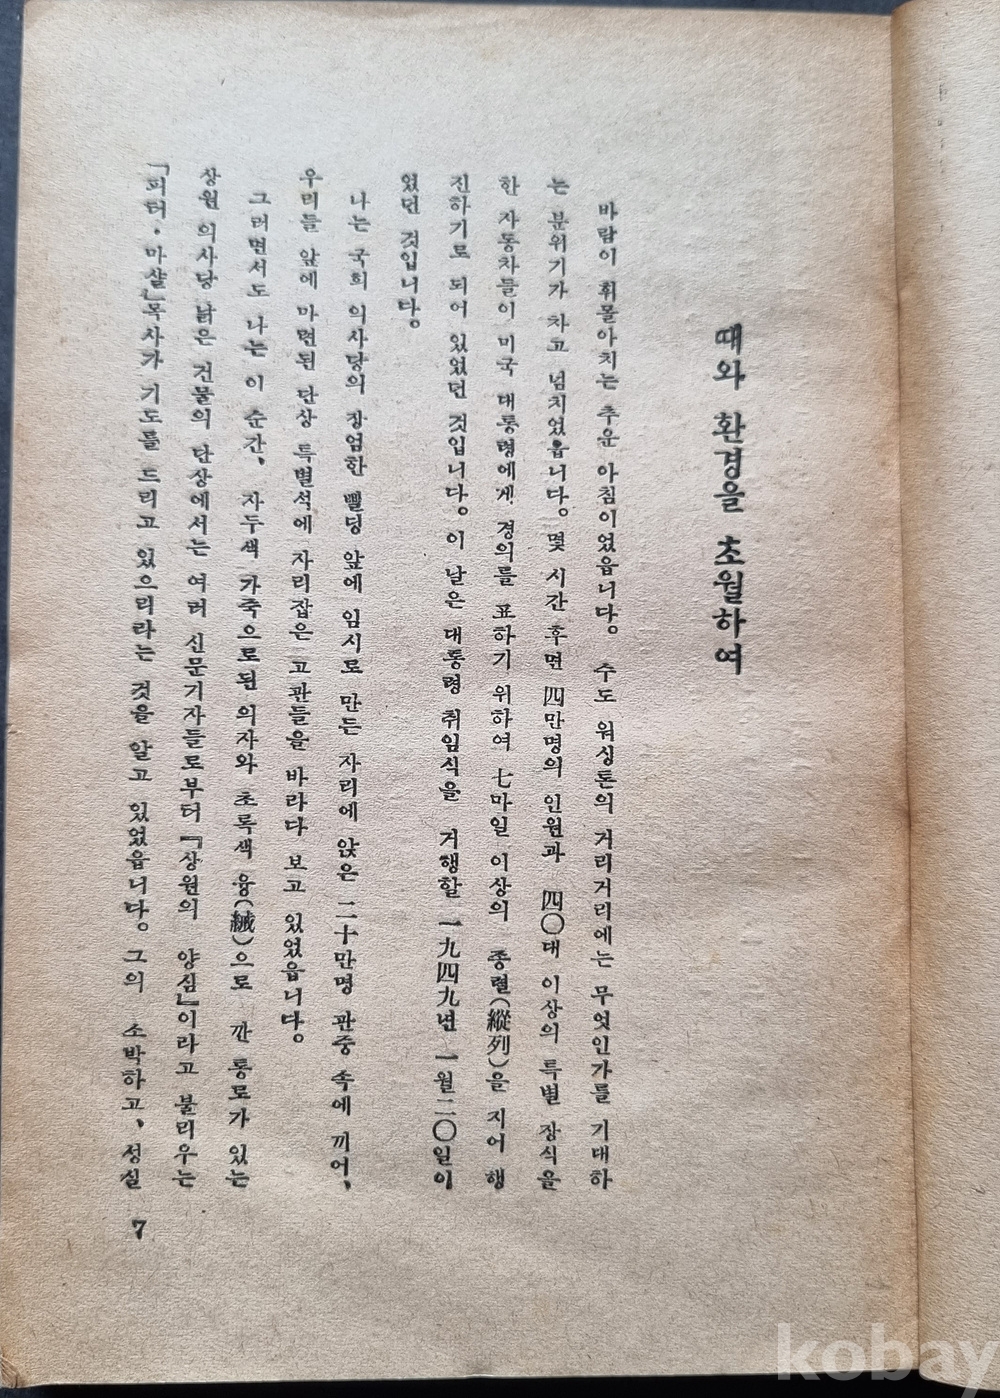 때와 환경을 초월하여
바람이 휘몰아치는 추운 아침이었읍니다. 수도 워싱톤의 거리거리에는 무엇인가를 기대하
는 분위기가 차고 넘치었읍니다. 몇 시간 후면 四만명의 인원과 四〇대 이상의 특별 장식을
한 자동차들이 미국 대통령에게 경의를 표하기 위하여 七마일 이상의 종렬(縱列)을 지어 행
진하기로 되어 있었던 것입니다. 이 날은 대통령 취임식을 거행할 一九四九년 一월二〇일이
었던 것입니다.
나는 국회 의사당의 장엄한 삘딩 앞에 임시로 만든 자리에 앉은 二十만명 관중 속에 끼어,
우리들 앞에 마련된 단상 특별석에 자리잡은 고관들을 바라다 보고 있었읍니다.
그러면서도 나는 이 순간, 자두색 가죽으로된 의자와 초록색 융(絨)으로 깐 통로가 있는
상원 의사당 낡은 건물의 단상에서는 여러 신문기자들로부터 『상원의 양심』이라고 불리우는
「피터·마샬」목사가 기도를 드리고 있으리라는 것을 알고 있었읍니다. 그의 소박하고, 성실
7
kobay